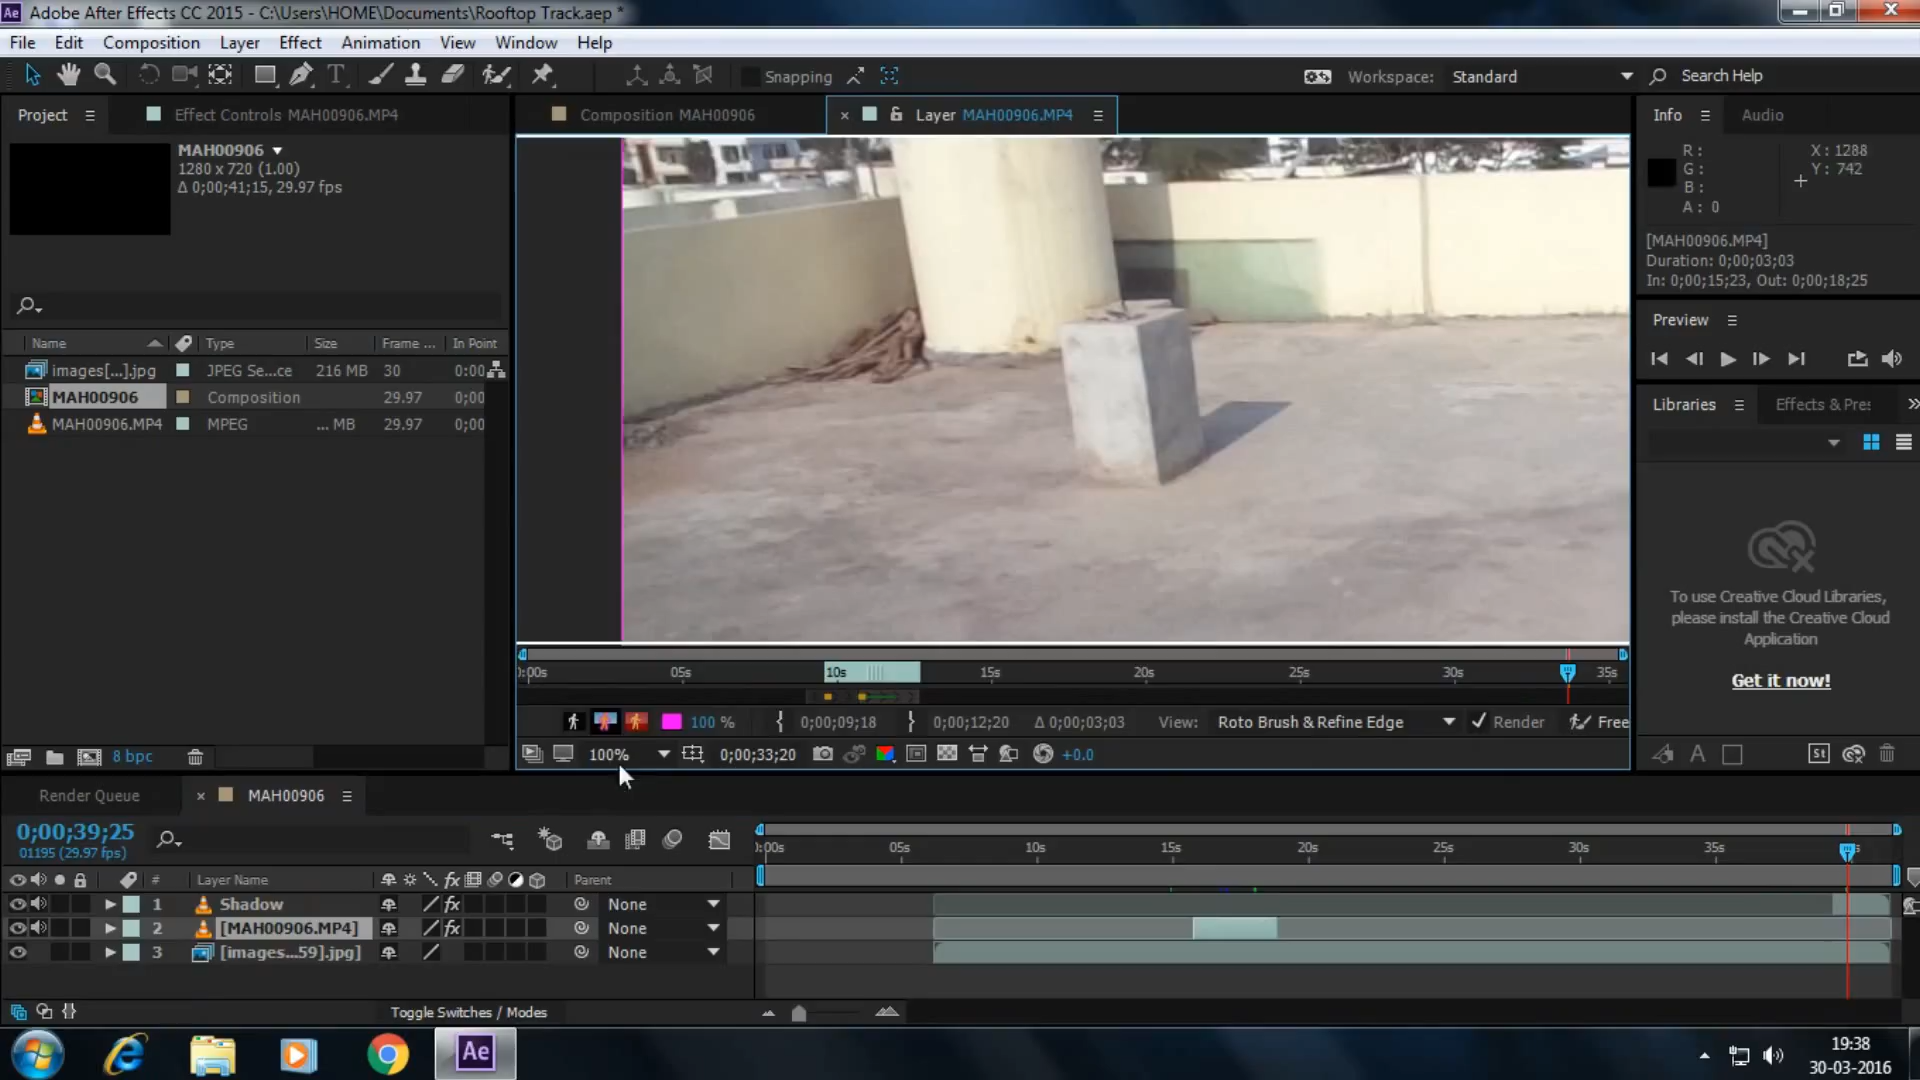 Adobe After Effects CC 2015 - C:\Users\HOME\Documents\Rooftop Track.aep *
File Edit Composition Layer Effect Animation View Window Help
Snapping Workspace: Standard Search Help
Project Effect Controls MAH00906.MP4 Composition MAH00906 Layer MAH00906.MP4 Info Audio
MAH00906
1280 x 720 (1.00)
Δ 0;00;41;15, 29.97 fps
R :
G :
B :
A : 0
X : 1288
Y : 742
[MAH00906.MP4]
Duration: 0;00;03;03
In: 0;00;15;23, Out: 0;00;18;25
Preview
Libraries Effects & Pre:
Name Type Size Frame ... In Point
images[...].jpg JPEG Se...ce 216 MB 30 0:00
MAH00906 Composition 29.97 0;00
MAH00906.MP4 MPEG ... MB 29.97 0;00
To use Creative Cloud Libraries,
please install the Creative Cloud
Application
Get it now!
):00s 05s 10s 15s 20s 25s 30s 35s
100 % 0;00;09;18 0;00;12;20 Δ 0;00;03;03 View: Roto Brush & Refine Edge Render Free
8 bpc 100% 0;00;33;20 +0.0 St
Render Queue MAH00906
0;00;39;25
01195 (29.97 fps)
):00s 05s 10s 15s 20s 25s 30s 35s
# Layer Name fx Parent
1 Shadow fx None
2 [MAH00906.MP4] fx None
3 [images...59].jpg None
Toggle Switches / Modes
Ae
19:38
30-03-2016